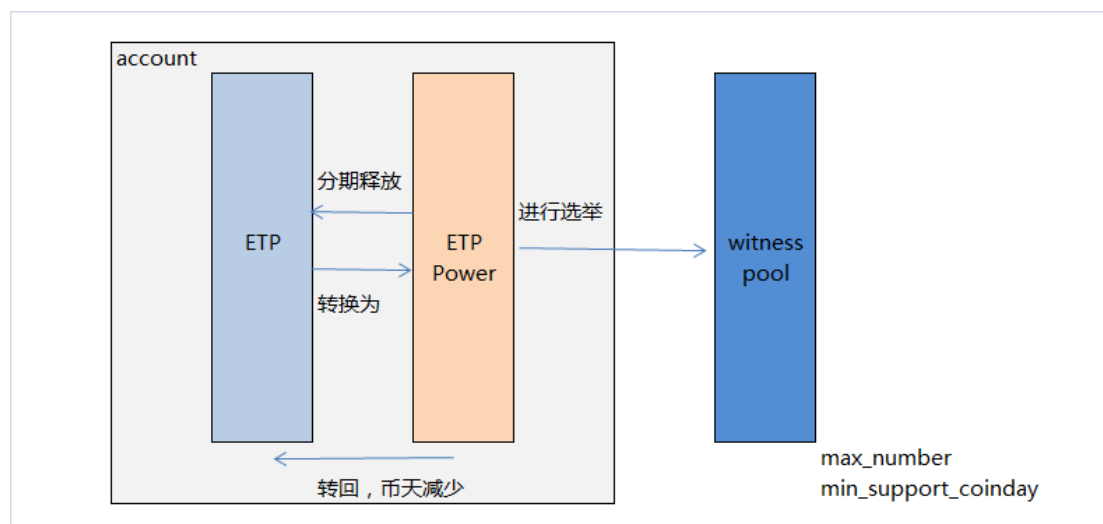 account
分期释放
进行选举
ETP
ETP
Power
witness
pool
转换为
max_number
转回，币天减少
min_support_coinday